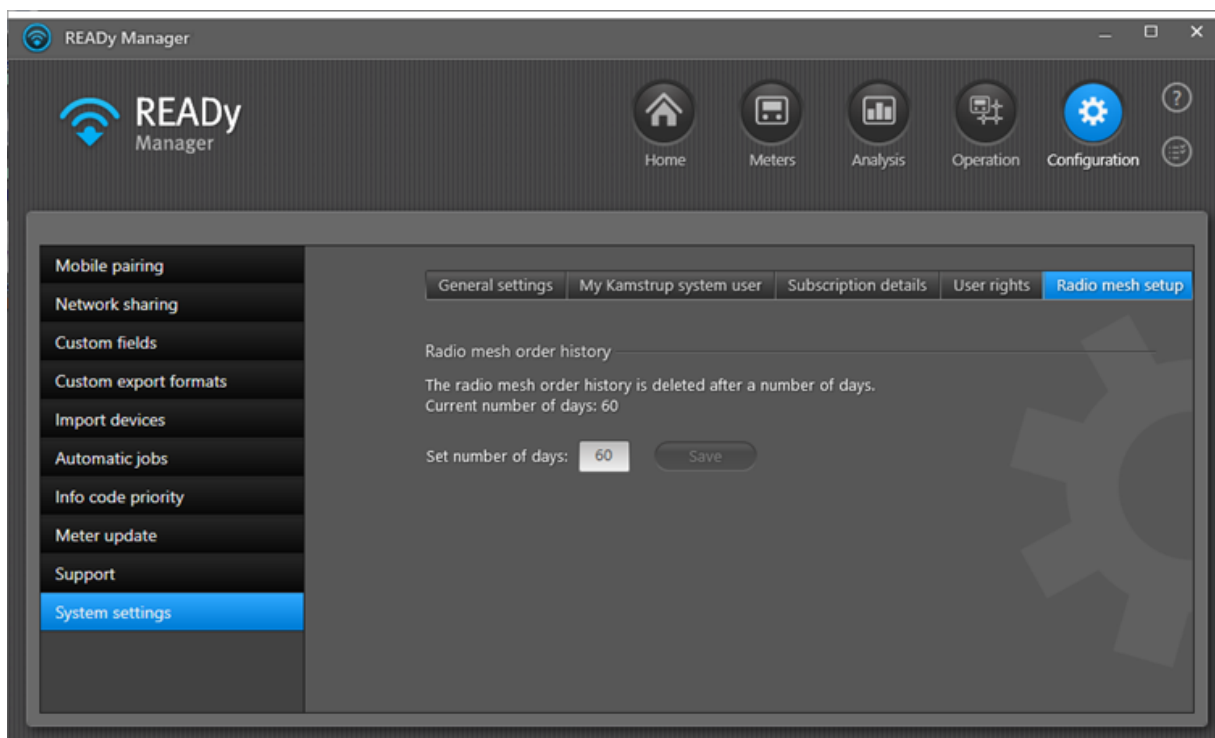 READy Manager
READy
Manager
Home
Meters
Analysis
Operation
Configuration
?
Mobile pairing
Network sharing
Custom fields
Custom export formats
Import devices
Automatic jobs
Info code priority
Meter update
Support
System settings
General settings
My Kamstrup system user
Subscription details
User rights
Radio mesh setup
Radio mesh order history
The radio mesh order history is deleted after a number of days.
Current number of days: 60
Set number of days: 60 Save